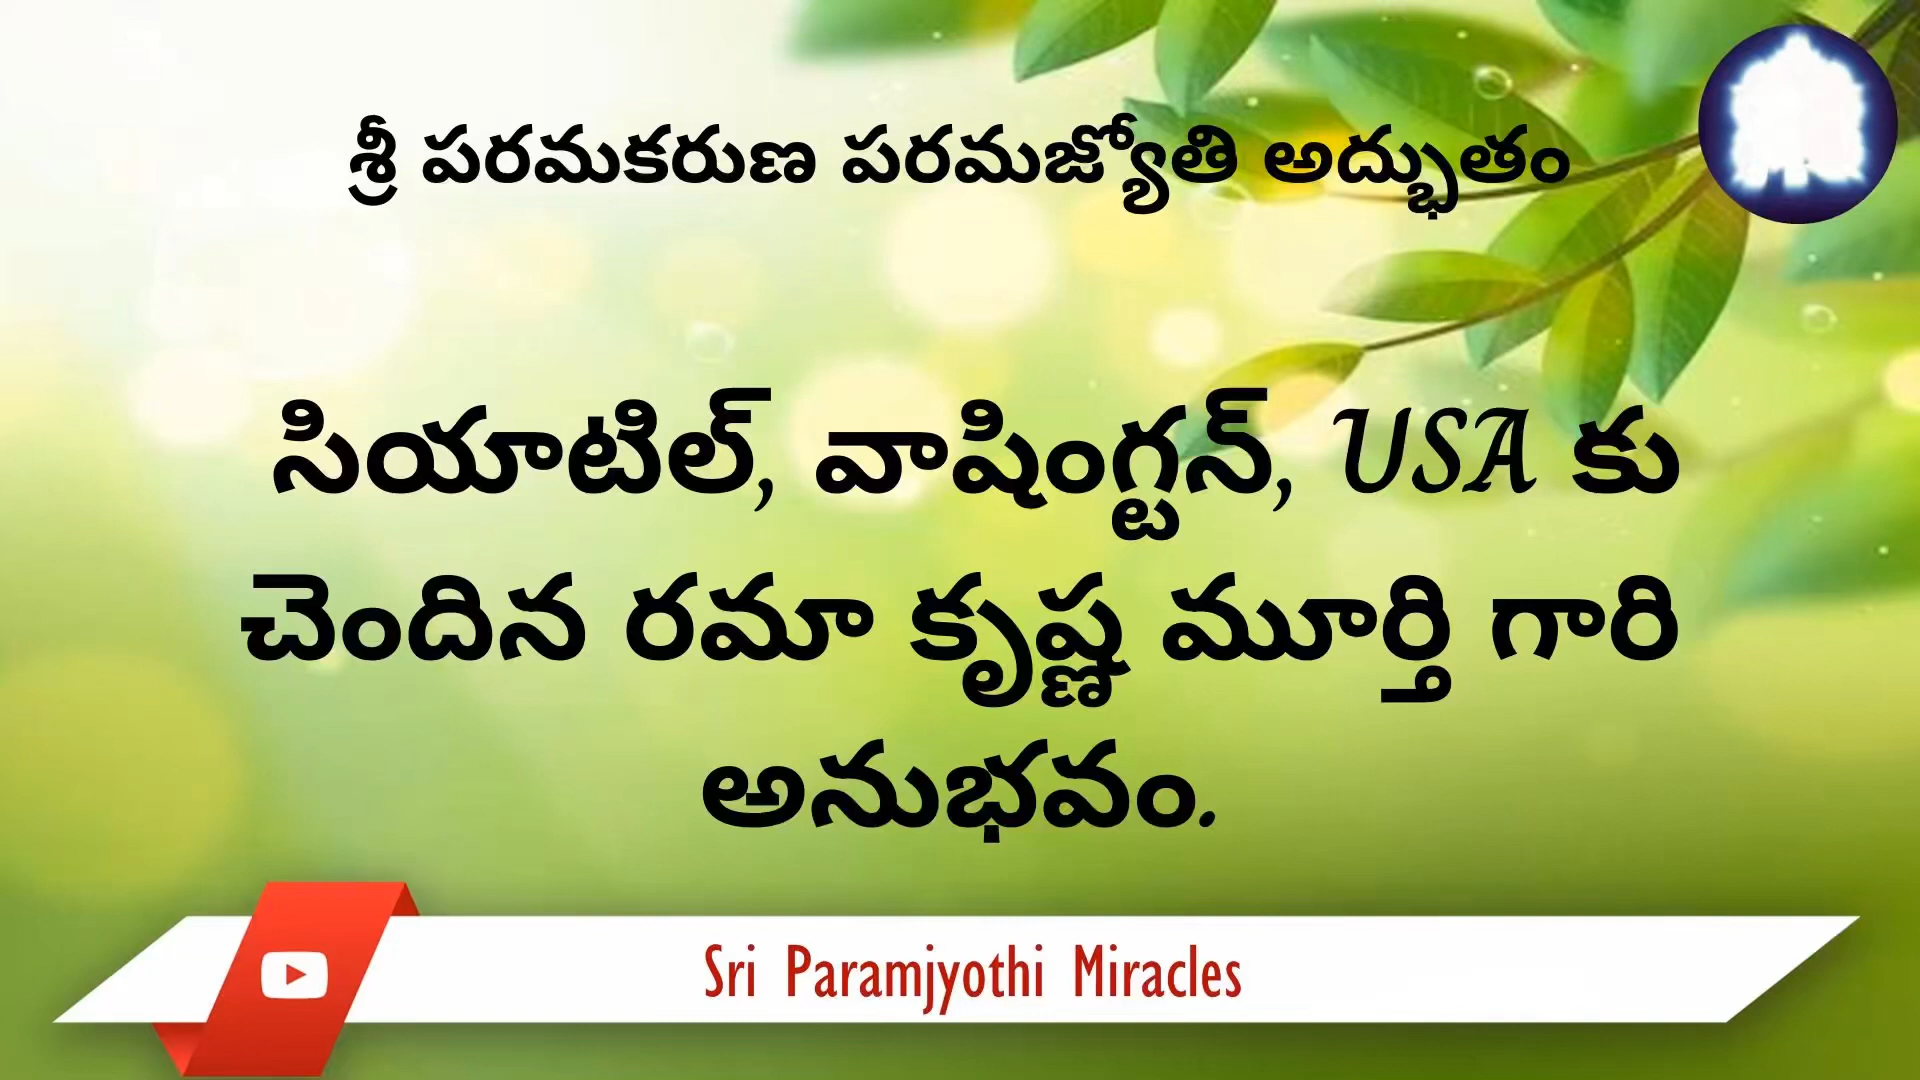 శ్రీ పరమకరుణ పరమజ్యోతి అద్భుతం
సియాటిల్, వాషింగ్టన్, USA కు
చెందిన రమా కృష్ణ మూర్తి గారి
అనుభవం.
Sri Paramjyothi Miracles